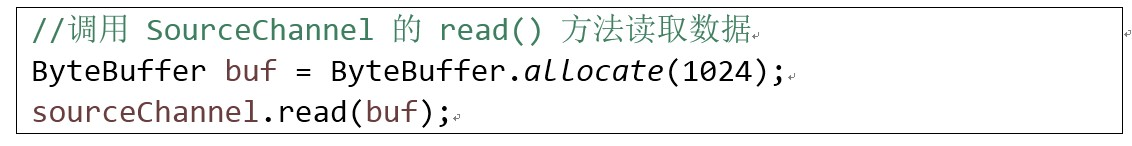 //调用 SourceChannel 的 read() 方法读取数据
ByteBuffer buf = ByteBuffer.allocate(1024);
sourceChannel.read(buf);